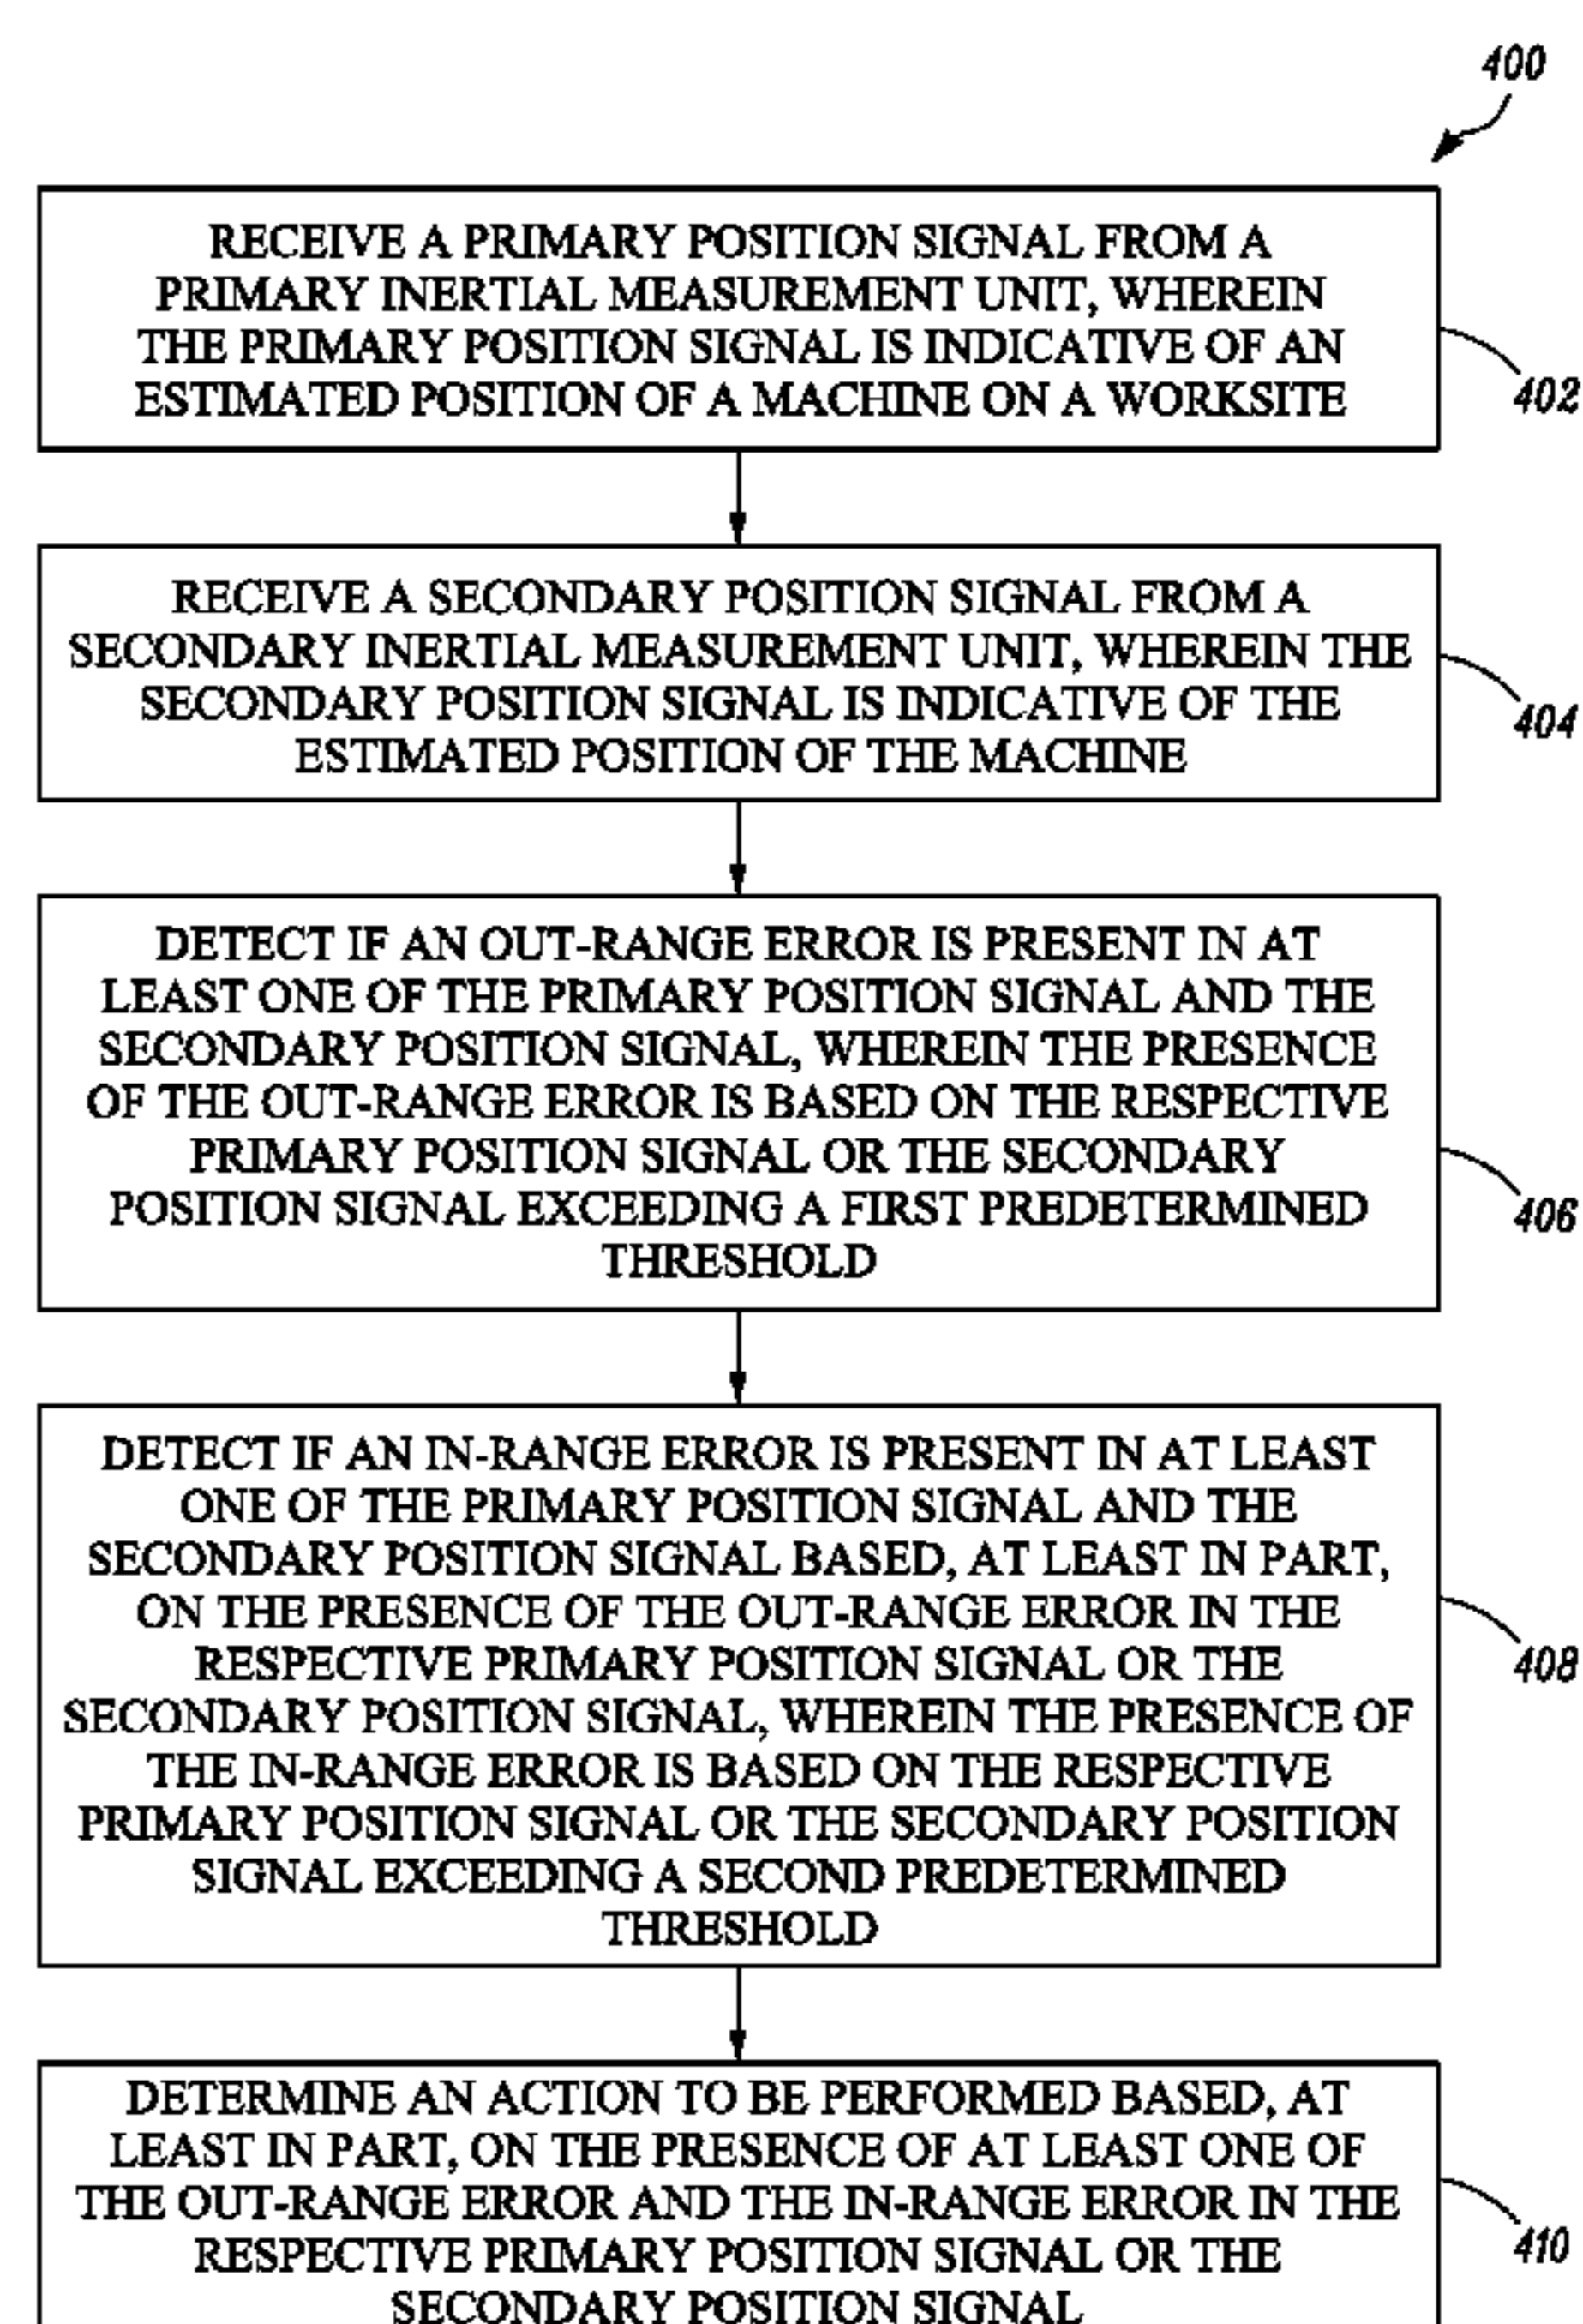 400
RECEIVE A PRIMARY POSITION SIGNAL FROM A
PRIMARY INERTIAL MEASUREMENT UNIT, WHEREIN
THE PRIMARY POSITION SIGNAL IS INDICATIVE OF AN
ESTIMATED POSITION OF A MACHINE ON A WORKSITE
402
RECEIVE A SECONDARY POSITION SIGNAL FROM A
SECONDARY INERTIAL MEASUREMENT UNIT, WHEREIN THE
SECONDARY POSITION SIGNAL IS INDICATIVE OF THE
ESTIMATED POSITION OF THE MACHINE
404
DETECT IF AN OUT-RANGE ERROR IS PRESENT IN AT
LEAST ONE OF THE PRIMARY POSITION SIGNAL AND THE
SECONDARY POSITION SIGNAL, WHEREIN THE PRESENCE
OF THE OUT-RANGE ERROR IS BASED ON THE RESPECTIVE
PRIMARY POSITION SIGNAL OR THE SECONDARY
POSITION SIGNAL EXCEEDING A FIRST PREDETERMINED
THRESHOLD
406
DETECT IF AN IN-RANGE ERROR IS PRESENT IN AT LEAST
ONE OF THE PRIMARY POSITION SIGNAL AND THE
SECONDARY POSITION SIGNAL BASED, AT LEAST IN PART,
ON THE PRESENCE OF THE OUT-RANGE ERROR IN THE
RESPECTIVE PRIMARY POSITION SIGNAL OR THE
SECONDARY POSITION SIGNAL, WHEREIN THE PRESENCE OF
THE IN-RANGE ERROR IS BASED ON THE RESPECTIVE
PRIMARY POSITION SIGNAL OR THE SECONDARY POSITION
SIGNAL EXCEEDING A SECOND PREDETERMINED
THRESHOLD
408
DETERMINE AN ACTION TO BE PERFORMED BASED, AT
LEAST IN PART, ON THE PRESENCE OF AT LEAST ONE OF
THE OUT-RANGE ERROR AND THE IN-RANGE ERROR IN THE
RESPECTIVE PRIMARY POSITION SIGNAL OR THE
SECONDARY POSITION SIGNAL
410